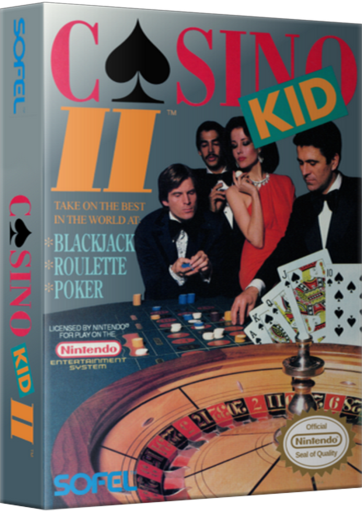 CASINO
KID
II
™
TAKE ON THE BEST
IN THE WORLD AT:
*BLACKJACK
*ROULETTE
*POKER
LICENSED BY NINTENDO®
FOR PLAY ON THE
Nintendo
ENTERTAINMENT
SYSTEM
SOFEL
Official
Nintendo
Seal of Quality
SOFEL
CASINO KID II